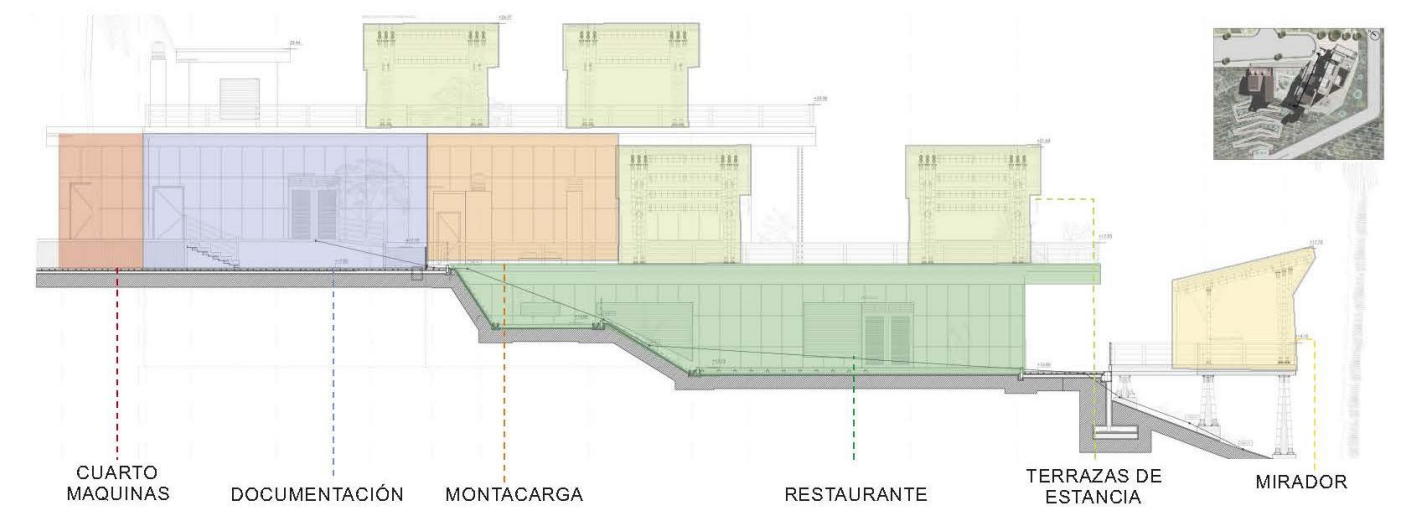 CUARTO
MAQUINAS
DOCUMENTACIÓN
MONTACARGA
RESTAURANTE
TERRAZAS DE
ESTANCIA
MIRADOR